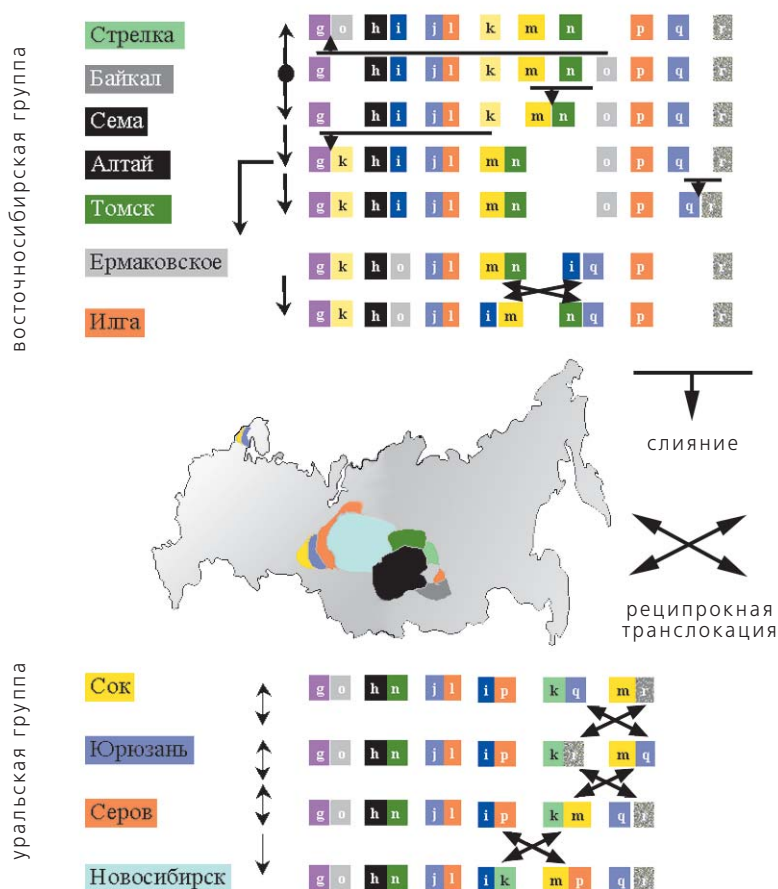 восточносибирская группа
Стрелка g o h i j l k m n p q r
Байкал g h i j l k m n o p q r
Сема g h i j l k m n o p q r
Алтай g k h i j l m n o p q r
Томск g k h i j l m n o p q r
Ермаковское g k h o j l m n i q p r
Илга g k h o j l i m n q p r
слияние
реципрокная
транслокация
уральская группа
Сок g o h n j l i p k q m r
Юрюзань g o h n j l i p k r m q
Серов g o h n j l i p k m q r
Новосибирск g o h n j l i k m p q r